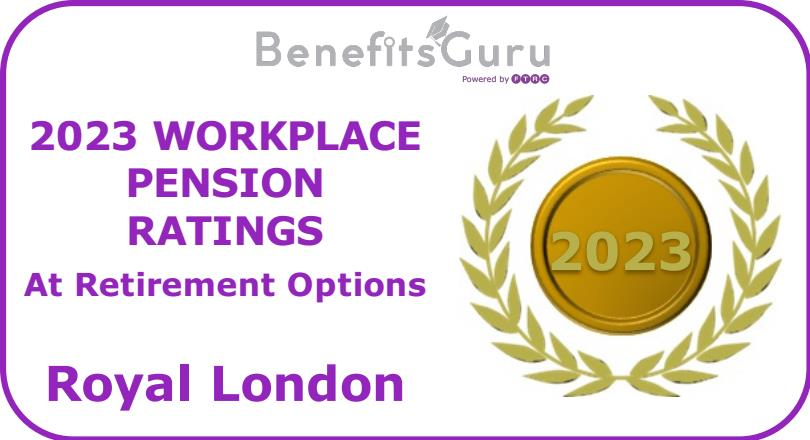 BenefitsGuru
Powered by FTRC
2023 WORKPLACE
PENSION
RATINGS
At Retirement Options
Royal London
2023